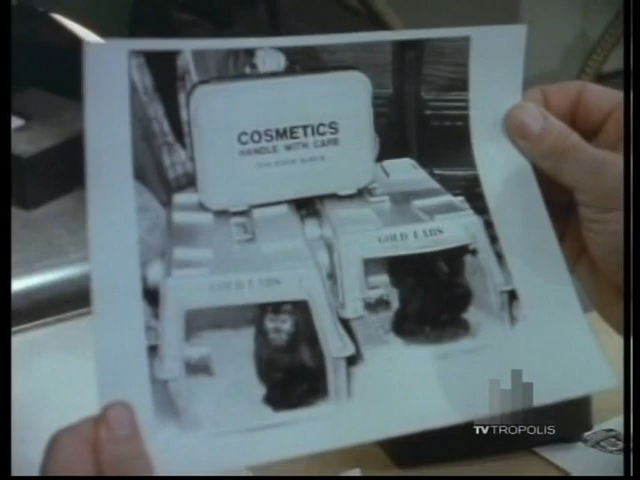 COSMETICS
HANDLE WITH CARE
GOLD LABS
GOLD LABS
TVTROPOLIS